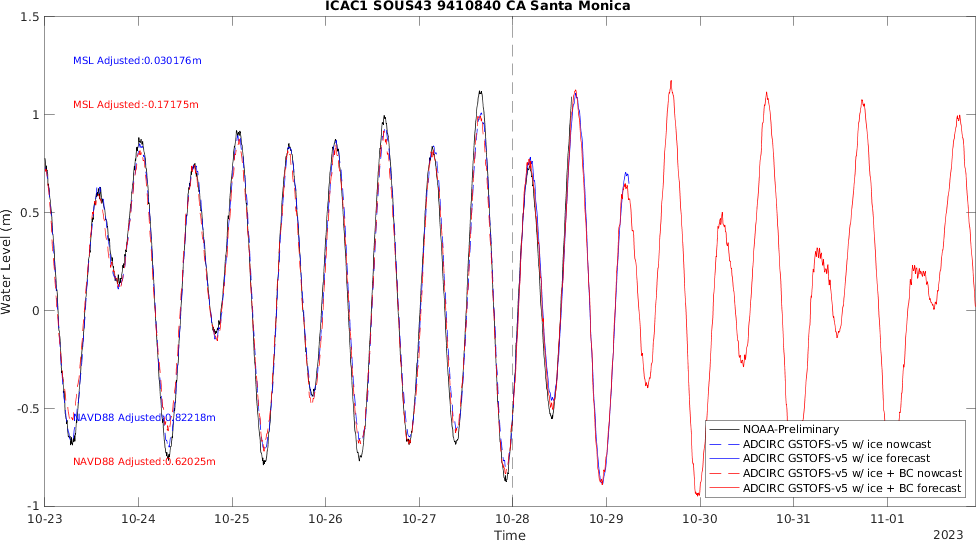 ICAC1 SOUS43 9410840 CA Santa Monica
1.5
1
0.5
0
-0.5
-1
Water Level (m)
MSL Adjusted:0.030176m
MSL Adjusted:-0.17175m
NAVD88 Adjusted:0.82218m
NAVD88 Adjusted:0.62025m
NOAA-Preliminary
ADCIRC GSTOFS-v5 w/ ice nowcast
ADCIRC GSTOFS-v5 w/ ice forecast
ADCIRC GSTOFS-v5 w/ ice + BC nowcast
ADCIRC GSTOFS-v5 w/ ice + BC forecast
10-23 10-24 10-25 10-26 10-27 10-28 10-29 10-30 10-31 11-01
Time
2023